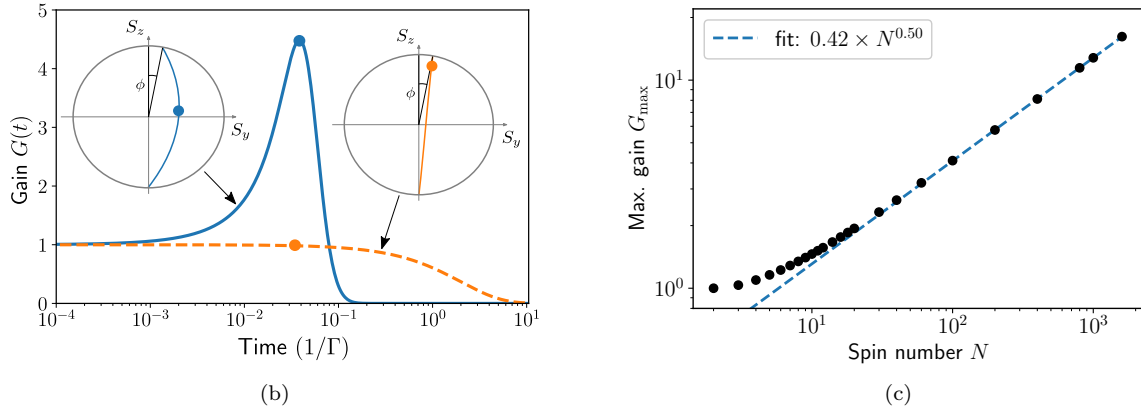 5
4
3
2
1
0
Gain G(t)
10^{-4}
10^{-3}
10^{-2}
10^{-1}
10^{0}
10^{1}
Time (1/Γ)
S_z
ϕ
S_y
S_z
ϕ
S_y
(b)
fit: 0.42 × N^{0.50}
10^{1}
10^{0}
Max. gain G_{max}
10^{1}
10^{2}
10^{3}
Spin number N
(c)